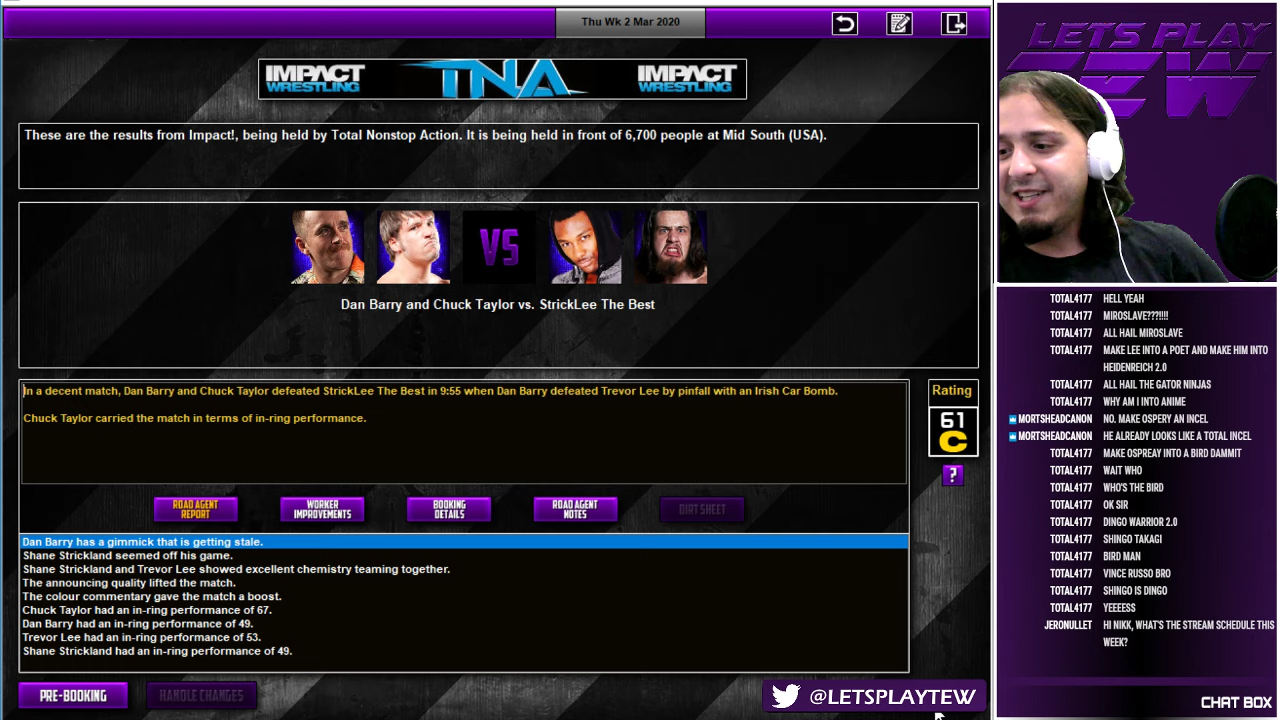 Thu Wk 2 Mar 2020
IMPACT WRESTLING TNA IMPACT WRESTLING
These are the results from Impact!, being held by Total Nonstop Action. It is being held in front of 6,700 people at Mid South (USA).
VS
Dan Barry and Chuck Taylor vs. StrickLee The Best
In a decent match, Dan Barry and Chuck Taylor defeated StrickLee The Best in 9:55 when Dan Barry defeated Trevor Lee by pinfall with an Irish Car Bomb.
Chuck Taylor carried the match in terms of in-ring performance.
Rating
61
C
?
ROAD AGENT REPORT
WORKER IMPROVEMENTS
BOOKING DETAILS
ROAD AGENT NOTES
DIRT SHEET
Dan Barry has a gimmick that is getting stale.
Shane Strickland seemed off his game.
Shane Strickland and Trevor Lee showed excellent chemistry teaming together.
The announcing quality lifted the match.
The colour commentary gave the match a boost.
Chuck Taylor had an in-ring performance of 67.
Dan Barry had an in-ring performance of 49.
Trevor Lee had an in-ring performance of 53.
Shane Strickland had an in-ring performance of 49.
PRE-BOOKING
HANDLE CHANGES
@LETSPLAYTEW
LETS PLAY
TEW
TOTAL4177 HELL YEAH
TOTAL4177 MIROSLAVE???!!!!
TOTAL4177 ALL HAIL MIROSLAVE
TOTAL4177 MAKE LEE INTO A POET AND MAKE HIM INTO
HEIDENREICH 2.0
TOTAL4177 ALL HAIL THE GATOR NINJAS
TOTAL4177 WHY AM I INTO ANIME
MORTSHEADCANON NO. MAKE OSPERY AN INCEL
MORTSHEADCANON HE ALREADY LOOKS LIKE A TOTAL INCEL
TOTAL4177 MAKE OSPREAY INTO A BIRD DAMMIT
TOTAL4177 WAIT WHO
TOTAL4177 WHO'S THE BIRD
TOTAL4177 OK SIR
TOTAL4177 DINGO WARRIOR 2.0
TOTAL4177 SHINGO TAKAGI
TOTAL4177 BIRD MAN
TOTAL4177 VINCE RUSSO BRO
TOTAL4177 SHINGO IS DINGO
TOTAL4177 YEEEESS
JERONULLET HI NIKK, WHAT'S THE STREAM SCHEDULE THIS
WEEK?
CHAT BOX